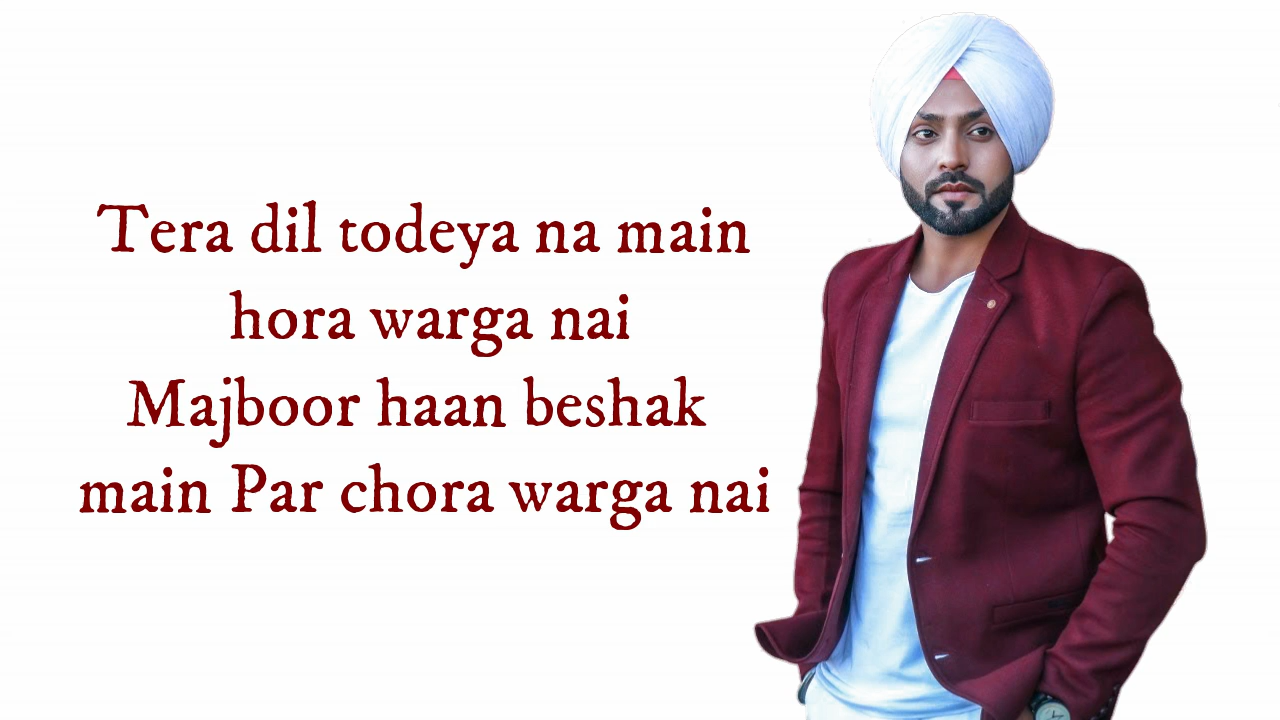 Tera dil todeya na main
hora warga nai
Majboor haan beshak
main Par chora warga nai